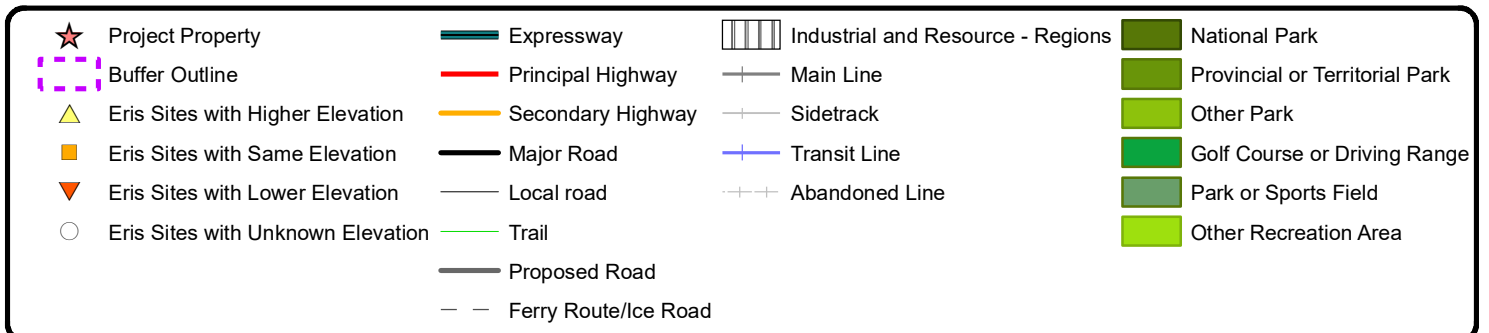 Project Property
Buffer Outline
Eris Sites with Higher Elevation
Eris Sites with Same Elevation
Eris Sites with Lower Elevation
Eris Sites with Unknown Elevation
Expressway
Principal Highway
Secondary Highway
Major Road
Local road
Trail
Proposed Road
Ferry Route/Ice Road
Industrial and Resource - Regions
Main Line
Sidetrack
Transit Line
Abandoned Line
National Park
Provincial or Territorial Park
Other Park
Golf Course or Driving Range
Park or Sports Field
Other Recreation Area